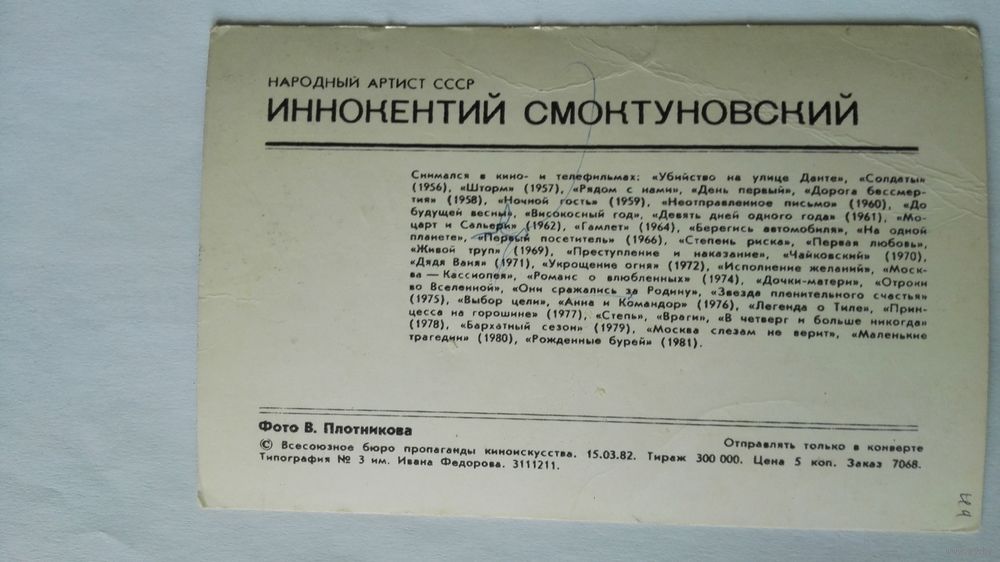 НАРОДНЫЙ АРТИСТ СССР
ИННОКЕНТИЙ СМОКТУНОВСКИЙ
Снимался в кино- и телефильмах: «Убийство на улице Данте», «Солдаты»
(1956), «Шторм» (1957), «Рядом с нами», «День первый», «Дорога бессмер-
тия» (1958), «Ночной гость» (1959), «Неотправленное письмо» (1960), «До
будущей весны», «Високосный год», «Девять дней одного года» (1961), «Мо-
царт и Сальери» (1962), «Гамлет» (1964), «Берегись автомобиля», «На одной
планете», «Первый посетитель» (1966), «Степень риска», «Первая любовь»,
«Живой труп» (1969), «Преступление и наказание», «Чайковский» (1970),
«Дядя Ваня» (1971), «Укрощение огня» (1972), «Исполнение желаний», «Моск-
ва — Кассиопея», «Романс о влюбленных» (1974), «Дочки-матери», «Отроки
во Вселенной», «Они сражались за Родину», «Звезда пленительного счастья»
(1975), «Выбор цели», «Анна и Командор» (1976), «Легенда о Тиле», «Прин-
цесса на горошине» (1977), «Степь», «Враги», «В четверг и больше никогда»
(1978), «Бархатный сезон» (1979), «Москва слезам не верит», «Маленькие
трагедии» (1980), «Рожденные бурей» (1981).
Фото В. Плотникова
Отправлять только в конверте
© Всесоюзное бюро пропаганды киноискусства. 15.03.82. Тираж 300 000. Цена 5 коп. Заказ 7068.
Типография № 3 им. Ивана Федорова. 3111211.